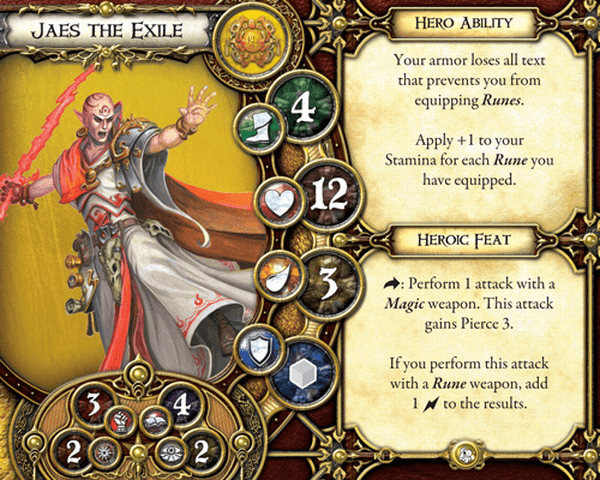 Jaes the Exile
4
12
3
3
4
2
2
Hero Ability
Your armor loses all text
that prevents you from
equipping Runes.
Apply +1 to your
Stamina for each Rune you
have equipped.
Heroic Feat
: Perform 1 attack with a
Magic weapon. This attack
gains Pierce 3.
If you perform this attack
with a Rune weapon, add
1 to the results.